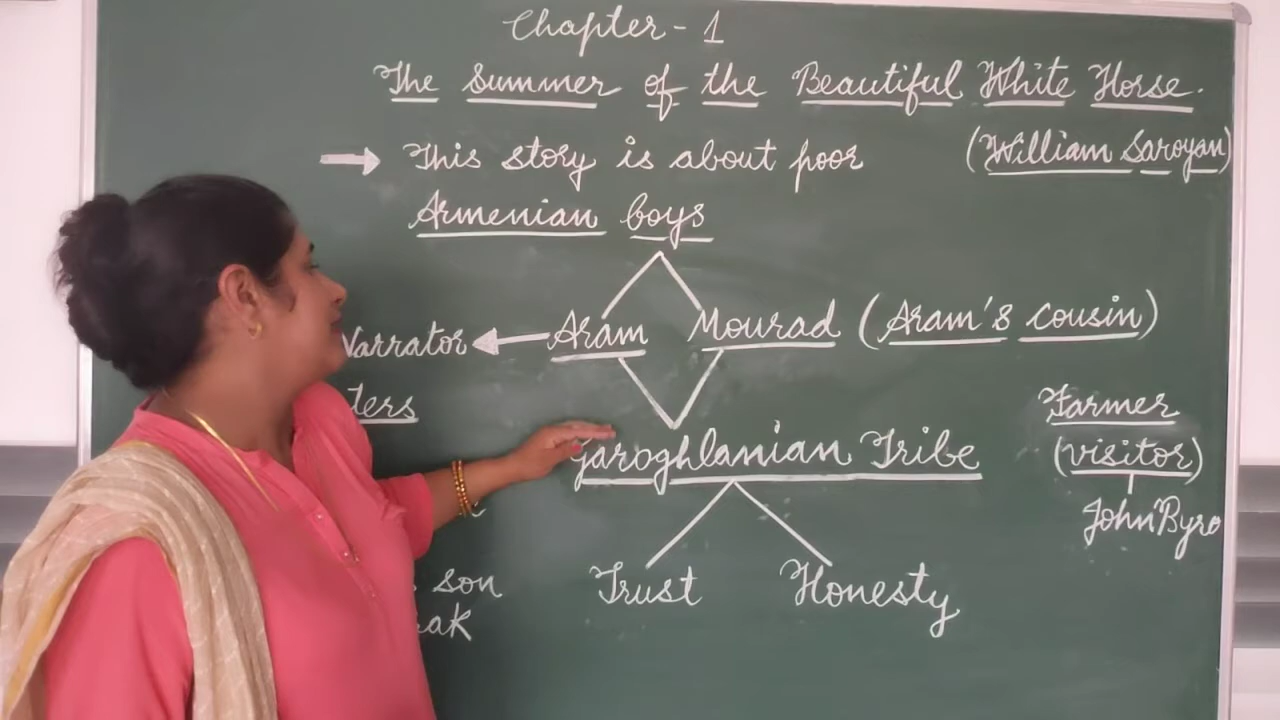 Chapter - 1
The Summer of the Beautiful White Horse.
(William Saroyan)
→ This story is about poor
Armenian boys
Narrator ← Aram Mourad (Aram's cousin)
Farmer
Garoghlanian Tribe
(visitor)
John Byro
son
Trust Honesty